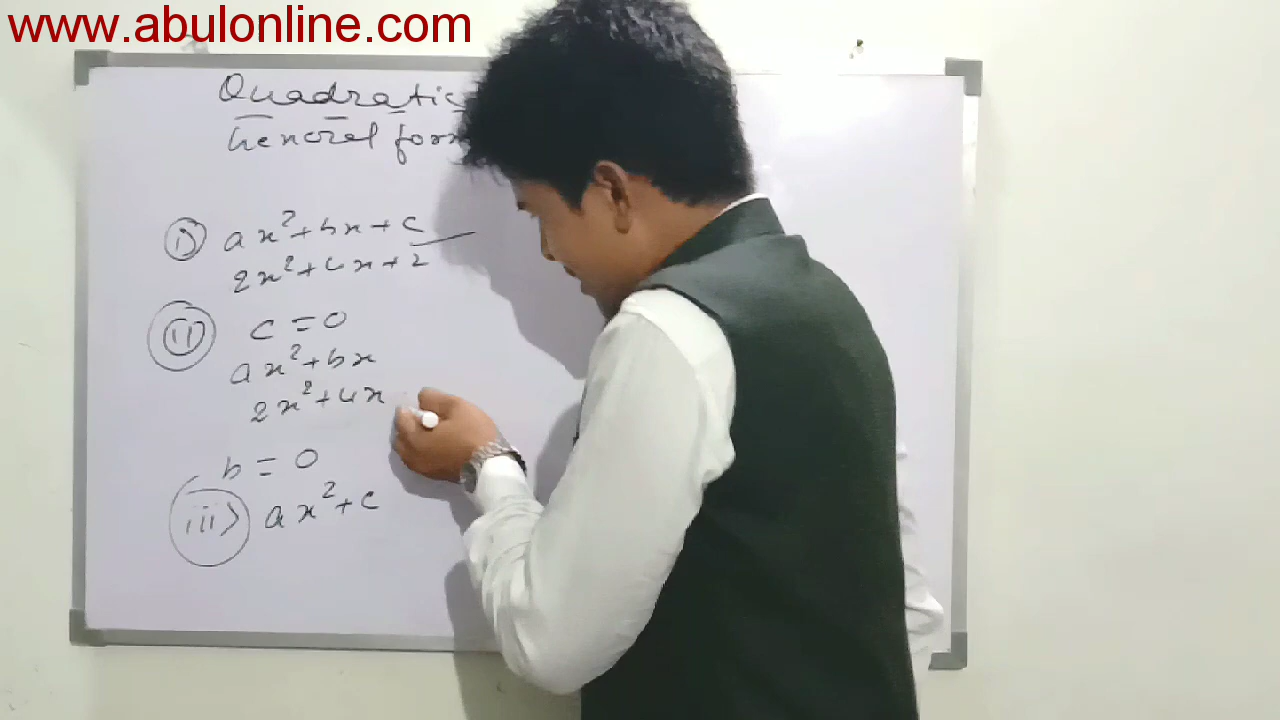 www.abulonline.com
Quadratic
General form
i) ax²+bx+c
2x²+4x+2
ii) c=0
ax²+bx
2x²+4x
b=0
iii) ax²+c